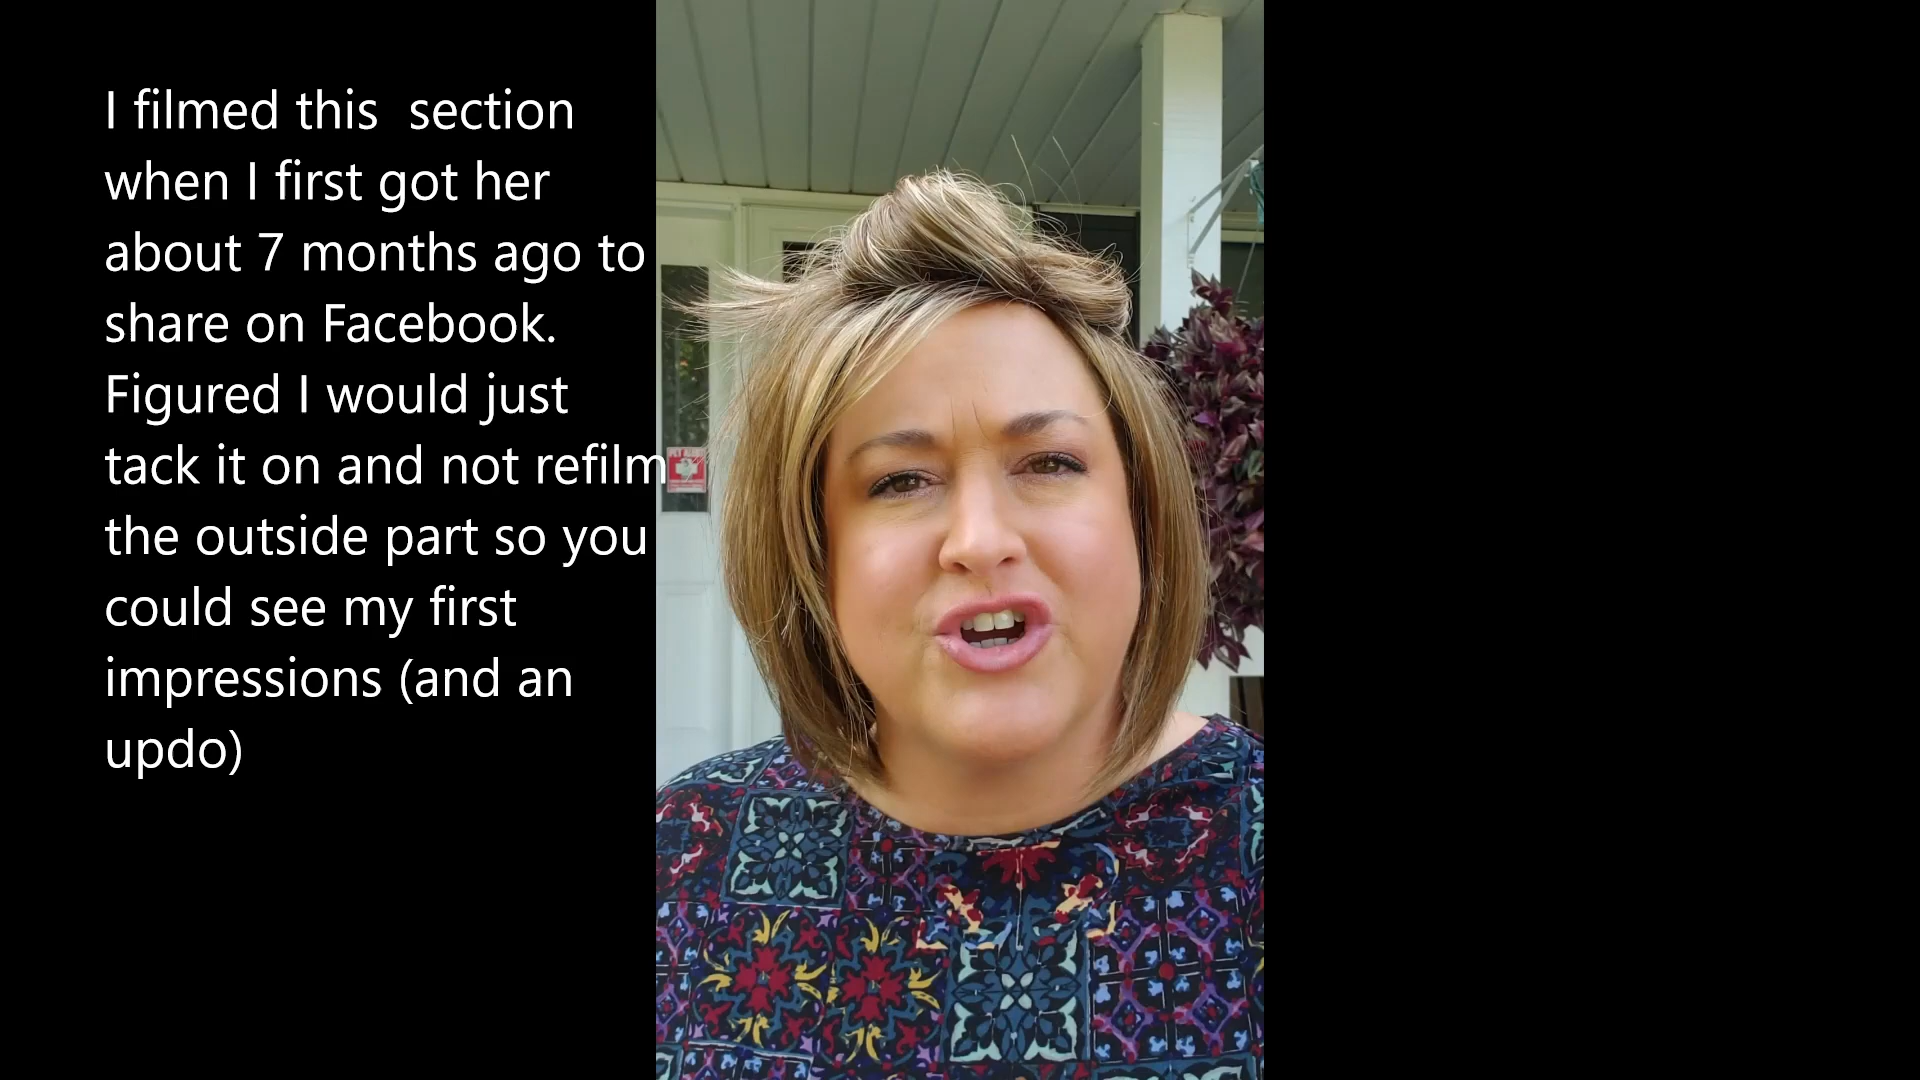 I filmed this  section
when I first got her
about 7 months ago to
share on Facebook.
Figured I would just
tack it on and not refilm
the outside part so you
could see my first
impressions (and an
updo)